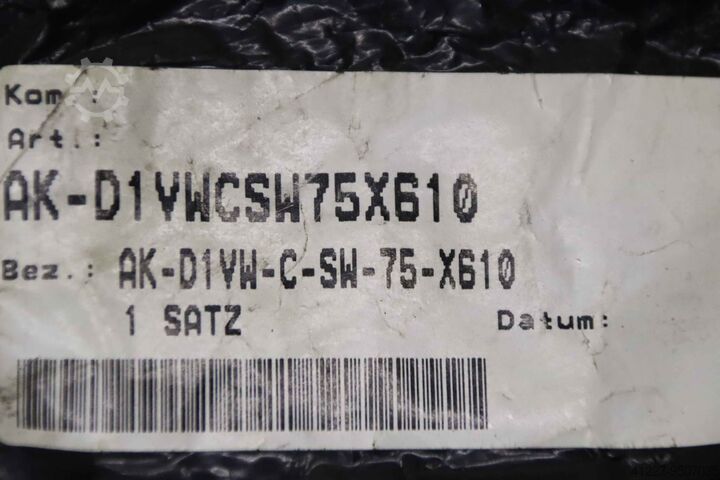 Kom.:
Art.:
AK-D1VWCSW75X610
Bez.: AK-D1VW-C-SW-75-X610
1 SATZ
Datum: